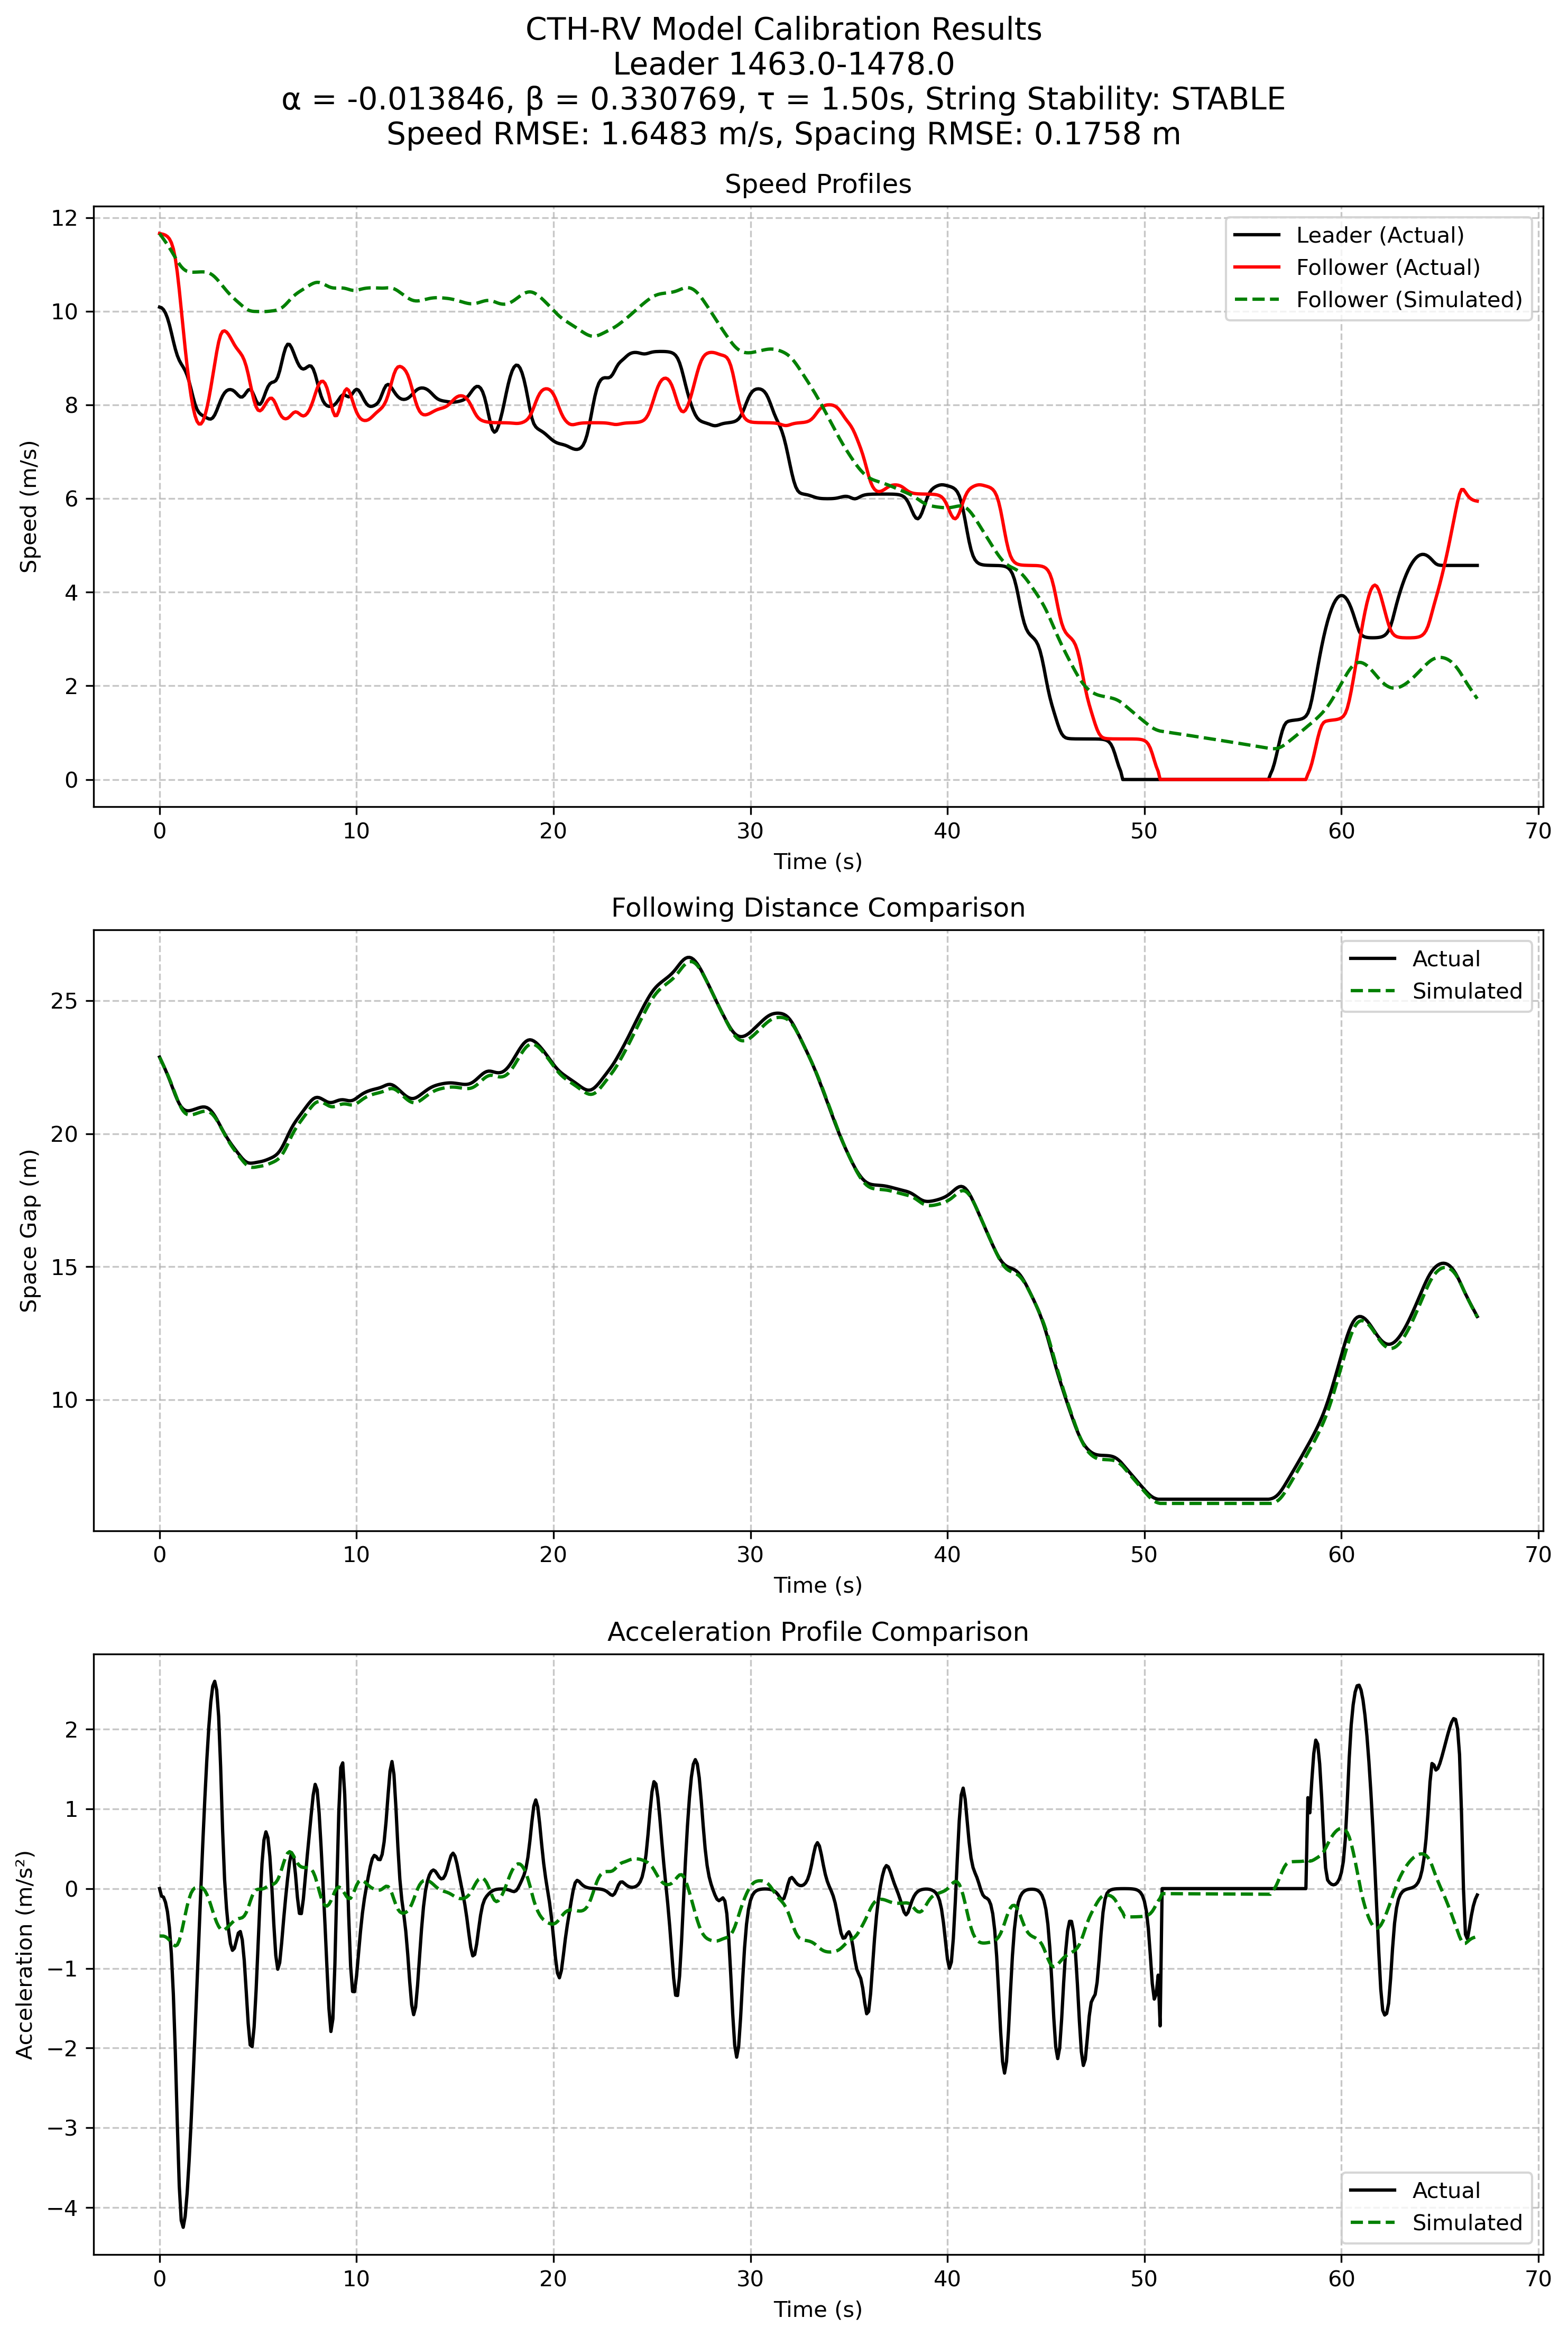 CTH-RV Model Calibration Results
Leader 1463.0-1478.0
α = -0.013846, β = 0.330769, τ = 1.50s, String Stability: STABLE
Speed RMSE: 1.6483 m/s, Spacing RMSE: 0.1758 m
Speed Profiles
Speed (m/s)
12
10
8
6
4
2
0
Leader (Actual)
Follower (Actual)
Follower (Simulated)
0 10 20 30 40 50 60 70
Time (s)
Following Distance Comparison
Space Gap (m)
25
20
15
10
Actual
Simulated
0 10 20 30 40 50 60 70
Time (s)
Acceleration Profile Comparison
Acceleration (m/s²)
2
1
0
−1
−2
−3
−4
Actual
Simulated
0 10 20 30 40 50 60 70
Time (s)